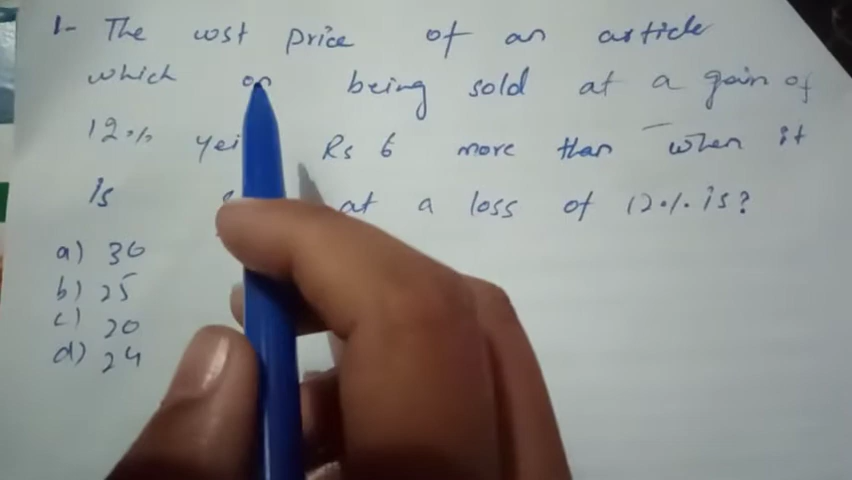 1- The cost price of an article
which on being sold at a gain of
12% Rs 6 more than when it
is at a loss of 12% is?
a) 30
b) 25
c) 20
d) 24